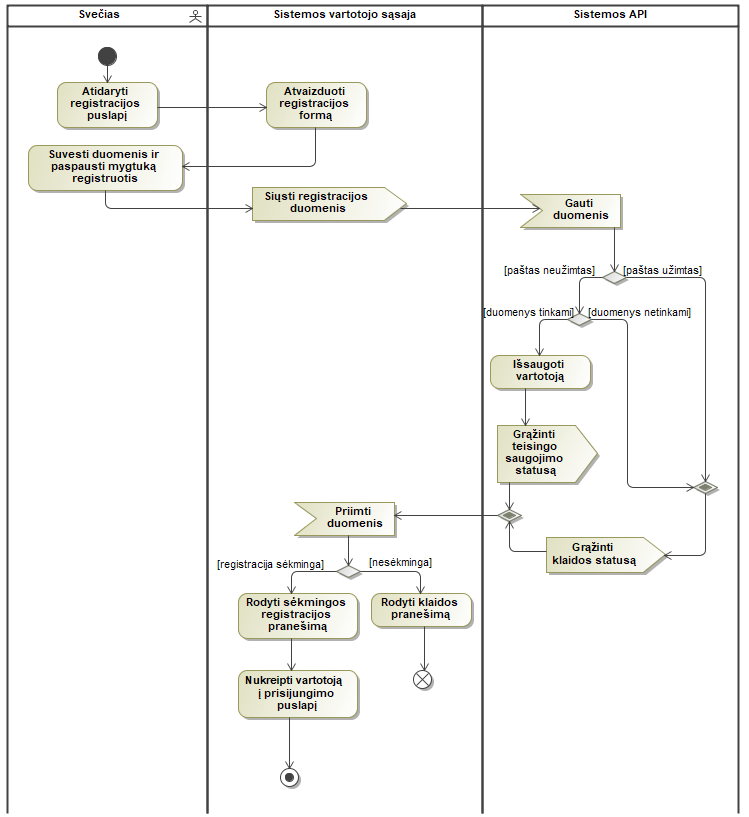 Svečias
Sistemos vartotojo sąsaja
Sistemos API
Atidaryti
registracijos
puslapį
Atvaizduoti
registracijos
formą
Suvesti duomenis ir
paspausti mygtuką
registruotis
Siųsti registracijos
duomenis
Gauti
duomenis
[paštas neužimtas]
[paštas užimtas]
[duomenys tinkami]
[duomenys netinkami]
Išsaugoti
vartotoją
Grąžinti
teisingo
saugojimo
statusą
Priimti
duomenis
Grąžinti
klaidos statusą
[registracija sėkminga]
[nesėkminga]
Rodyti sėkmingos
registracijos
pranešimą
Rodyti klaidos
pranešimą
Nukreipti vartotoją
į prisijungimo
puslapį